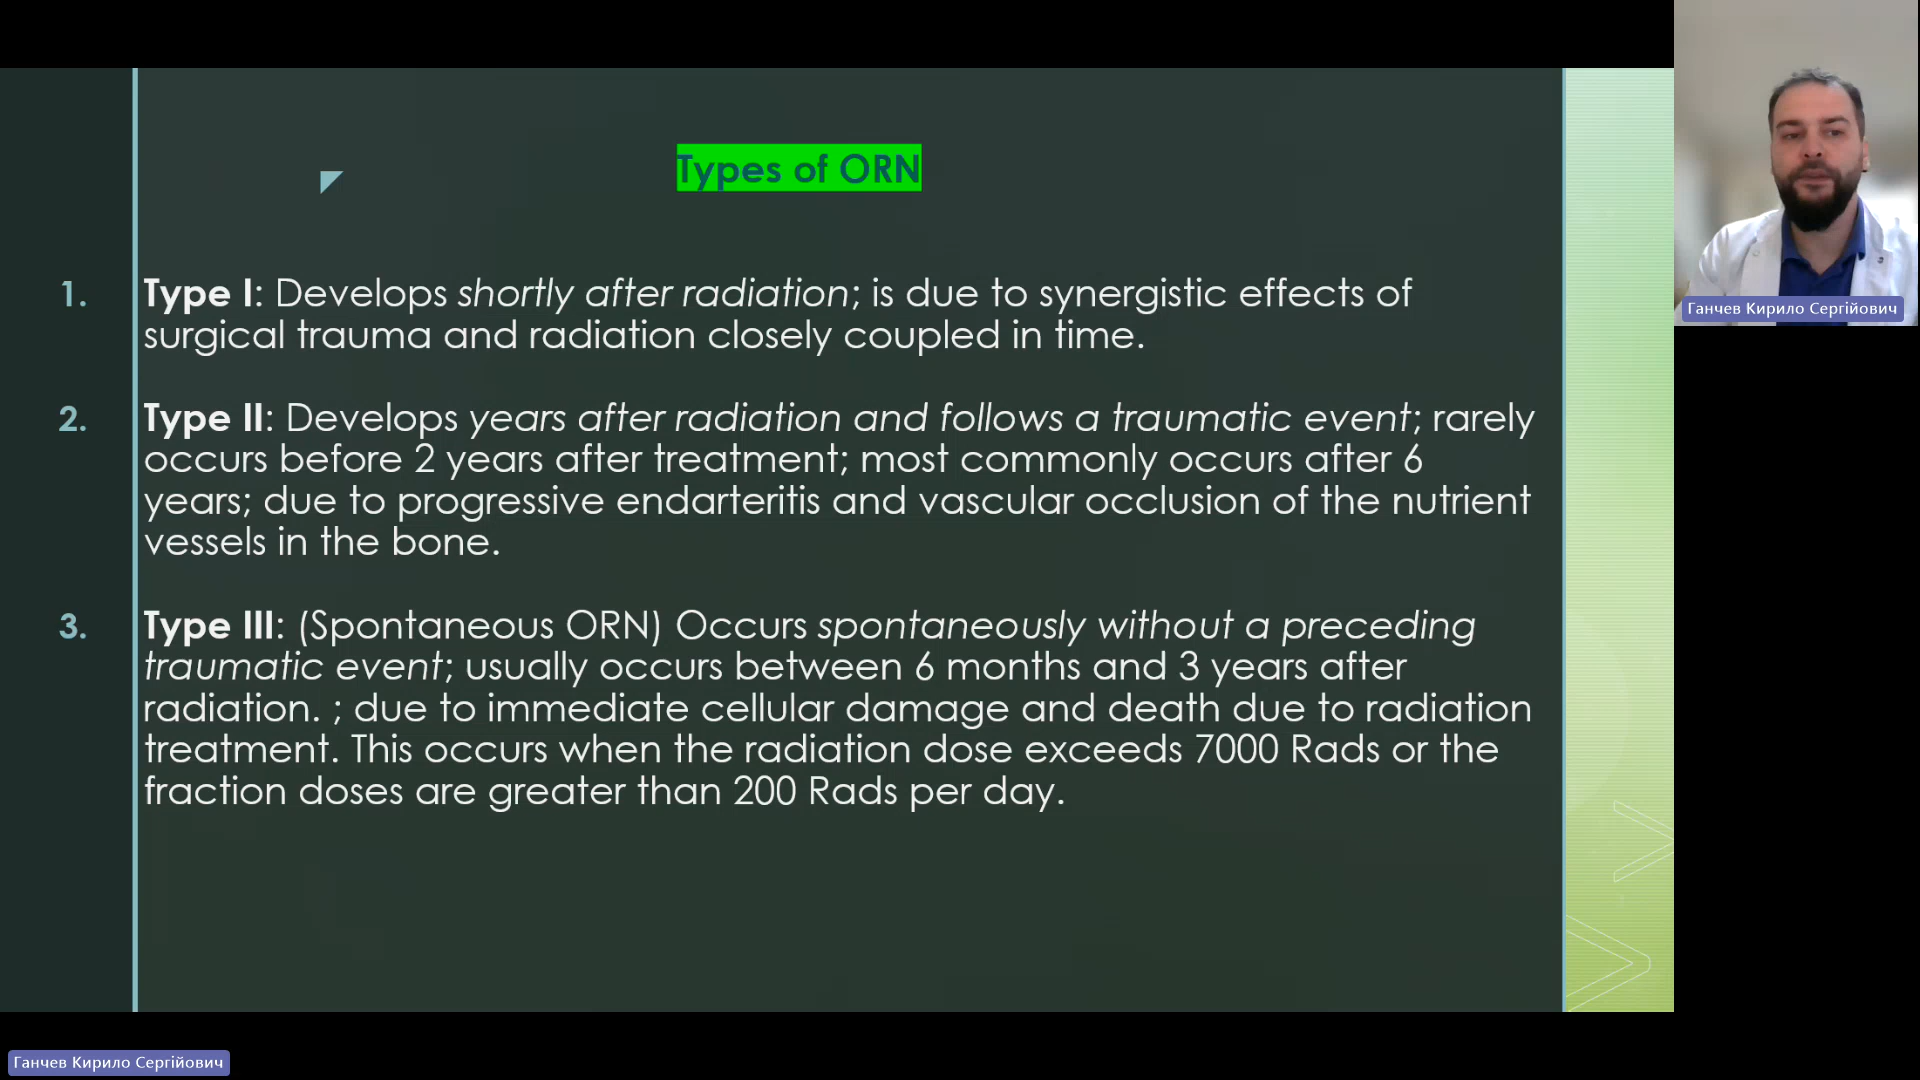 Types of ORN
1. Type I: Develops shortly after radiation; is due to synergistic effects of
surgical trauma and radiation closely coupled in time.
2. Type II: Develops years after radiation and follows a traumatic event; rarely
occurs before 2 years after treatment; most commonly occurs after 6
years; due to progressive endarteritis and vascular occlusion of the nutrient
vessels in the bone.
3. Type III: (Spontaneous ORN) Occurs spontaneously without a preceding
traumatic event; usually occurs between 6 months and 3 years after
radiation. ; due to immediate cellular damage and death due to radiation
treatment. This occurs when the radiation dose exceeds 7000 Rads or the
fraction doses are greater than 200 Rads per day.
Ганчев Кирило Сергійович
Ганчев Кирило Сергійович